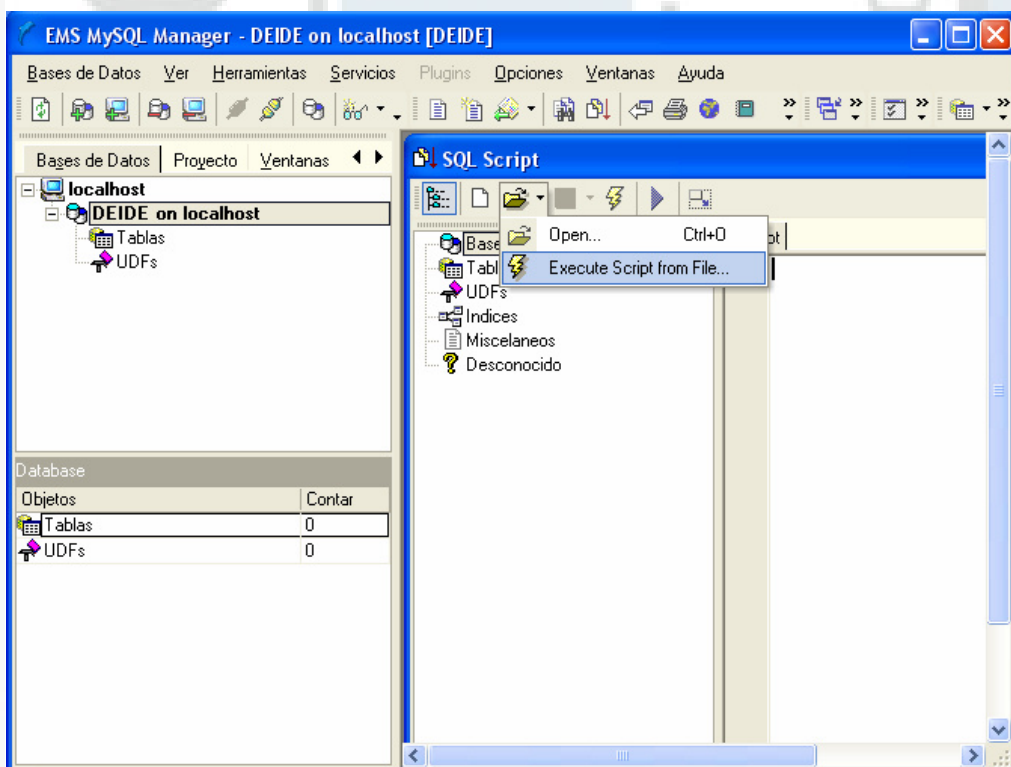 EMS MySQL Manager - DEIDE on localhost [DEIDE]
Bases de Datos Ver Herramientas Servicios Plugins Opciones Ventanas Ayuda
Bases de Datos Proyecto Ventanas
localhost
DEIDE on localhost
Tablas
UDFs
Database
Objetos Contar
Tablas 0
UDFs 0
SQL Script
Open... Ctrl+O
Execute Script from File...
Base
Tabl
UDFs
Indices
Miscelaneos
Desconocido